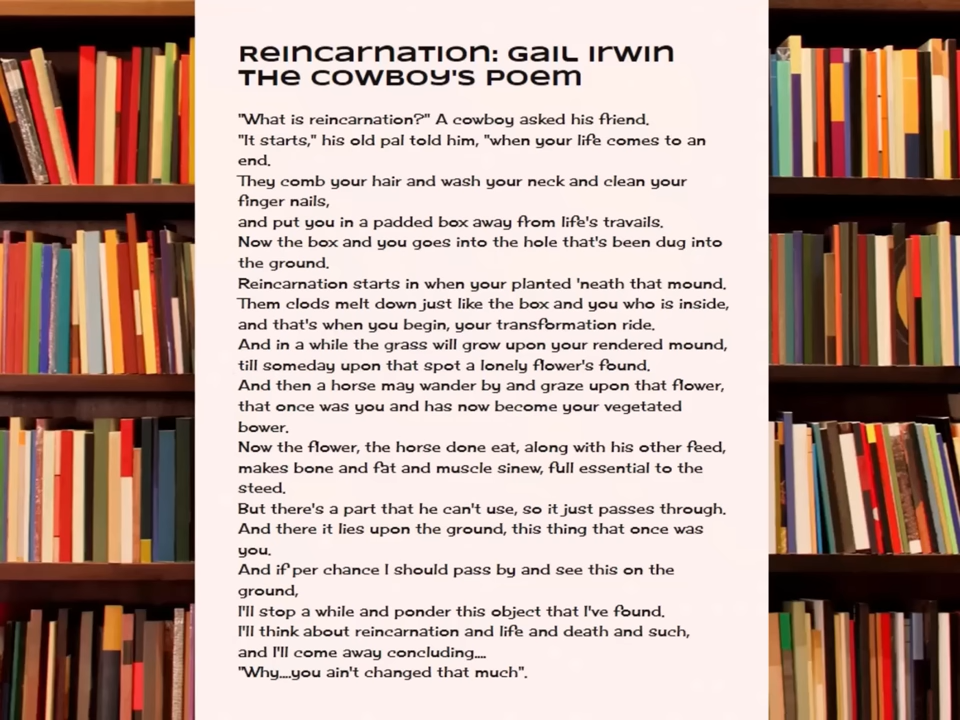 Reincarnation: Gail Irwin
The Cowboy's Poem
"What is reincarnation?" A cowboy asked his friend.
"It starts," his old pal told him, "when your life comes to an
end.
They comb your hair and wash your neck and clean your
finger nails,
and put you in a padded box away from life's travails.
Now the box and you goes into the hole that's been dug into
the ground.
Reincarnation starts in when your planted 'neath that mound.
Them clods melt down just like the box and you who is inside,
and that's when you begin, your transformation ride.
And in a while the grass will grow upon your rendered mound,
till someday upon that spot a lonely flower's found.
And then a horse may wander by and graze upon that flower,
that once was you and has now become your vegetated
bower.
Now the flower, the horse done eat, along with his other feed,
makes bone and fat and muscle sinew, full essential to the
steed.
But there's a part that he can't use, so it just passes through.
And there it lies upon the ground, this thing that once was
you.
And if per chance I should pass by and see this on the
ground,
I'll stop a while and ponder this object that I've found.
I'll think about reincarnation and life and death and such,
and I'll come away concluding....
"Why....you ain't changed that much".